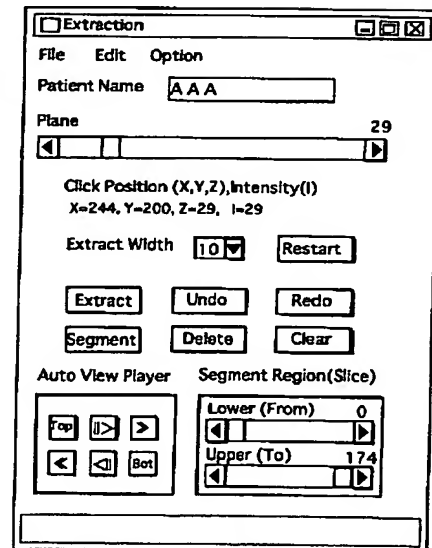 Extraction
File Edit Option
Patient Name AAA
Plane 29
Click Position (X,Y,Z),Intensity(I)
X=244, Y=200, Z=29, I=29
Extract Width 10 Restart
Extract Undo Redo
Segment Delete Clear
Auto View Player Segment Region(Slice)
Top Lower (From) 0
Bot Upper (To) 174